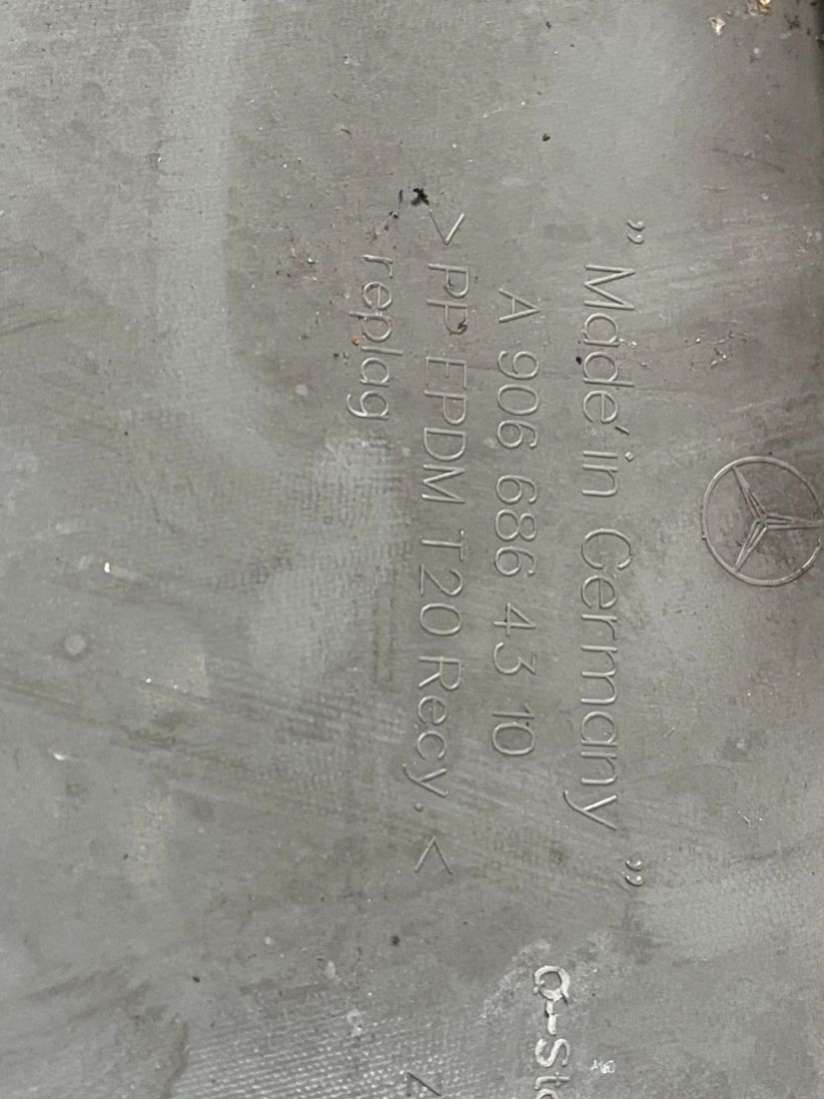 ” Made in Germany ”
A 906 686 43 10
> PP EPDM T20 Recy. <
replag